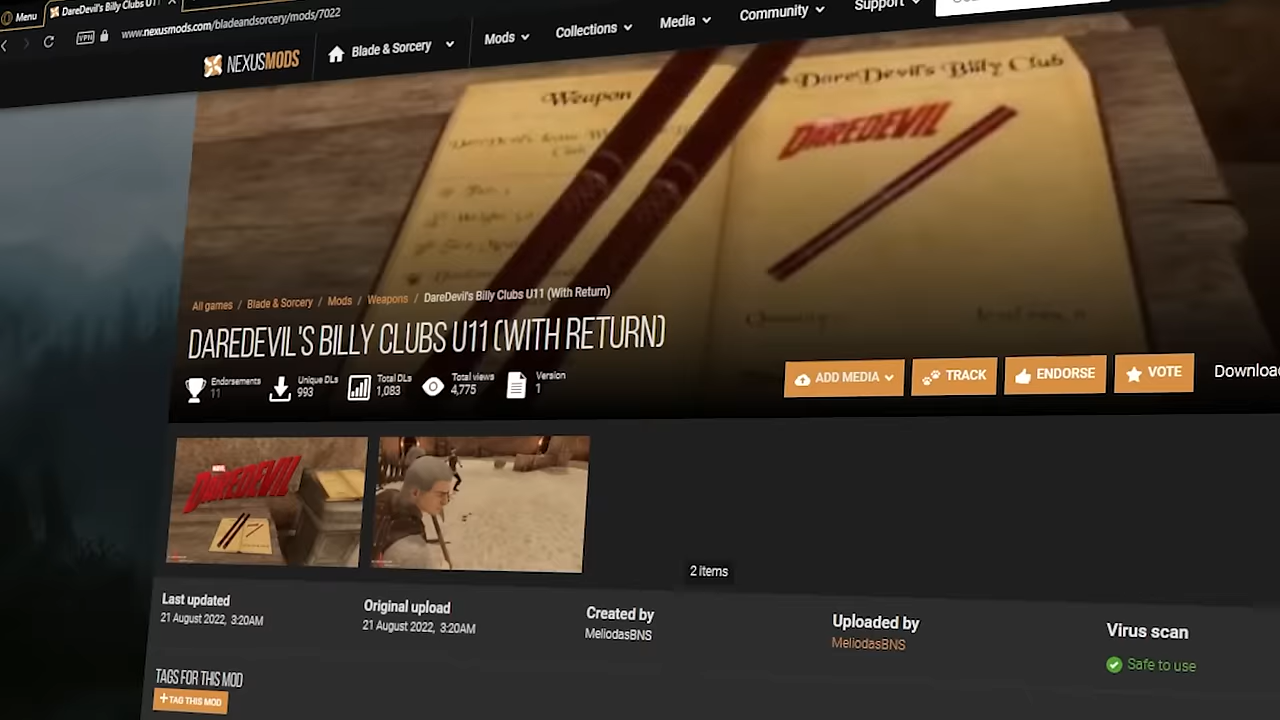 Menu
DareDevil's Billy Clubs U11
VPN
www.nexusmods.com/bladeandsorcery/mods/7022
NEXUSMODS
Blade & Sorcery
Mods
Collections
Media
Community
Support
Weapon
DareDevil's Billy Club
DAREDEVIL
All games / Blade & Sorcery / Mods / Weapons / DareDevil's Billy Clubs U11 (With Return)
DAREDEVIL'S BILLY CLUBS U11 (WITH RETURN)
Endorsements
11
Unique DLs
993
Total DLs
1,083
Total views
4,775
Version
1
ADD MEDIA
TRACK
ENDORSE
VOTE
MARVEL
DAREDEVIL
2 items
Last updated
21 August 2022, 3:20AM
Original upload
21 August 2022, 3:20AM
Created by
MeliodasBNS
Uploaded by
MeliodasBNS
Virus scan
Safe to use
TAGS FOR THIS MOD
+ TAG THIS MOD